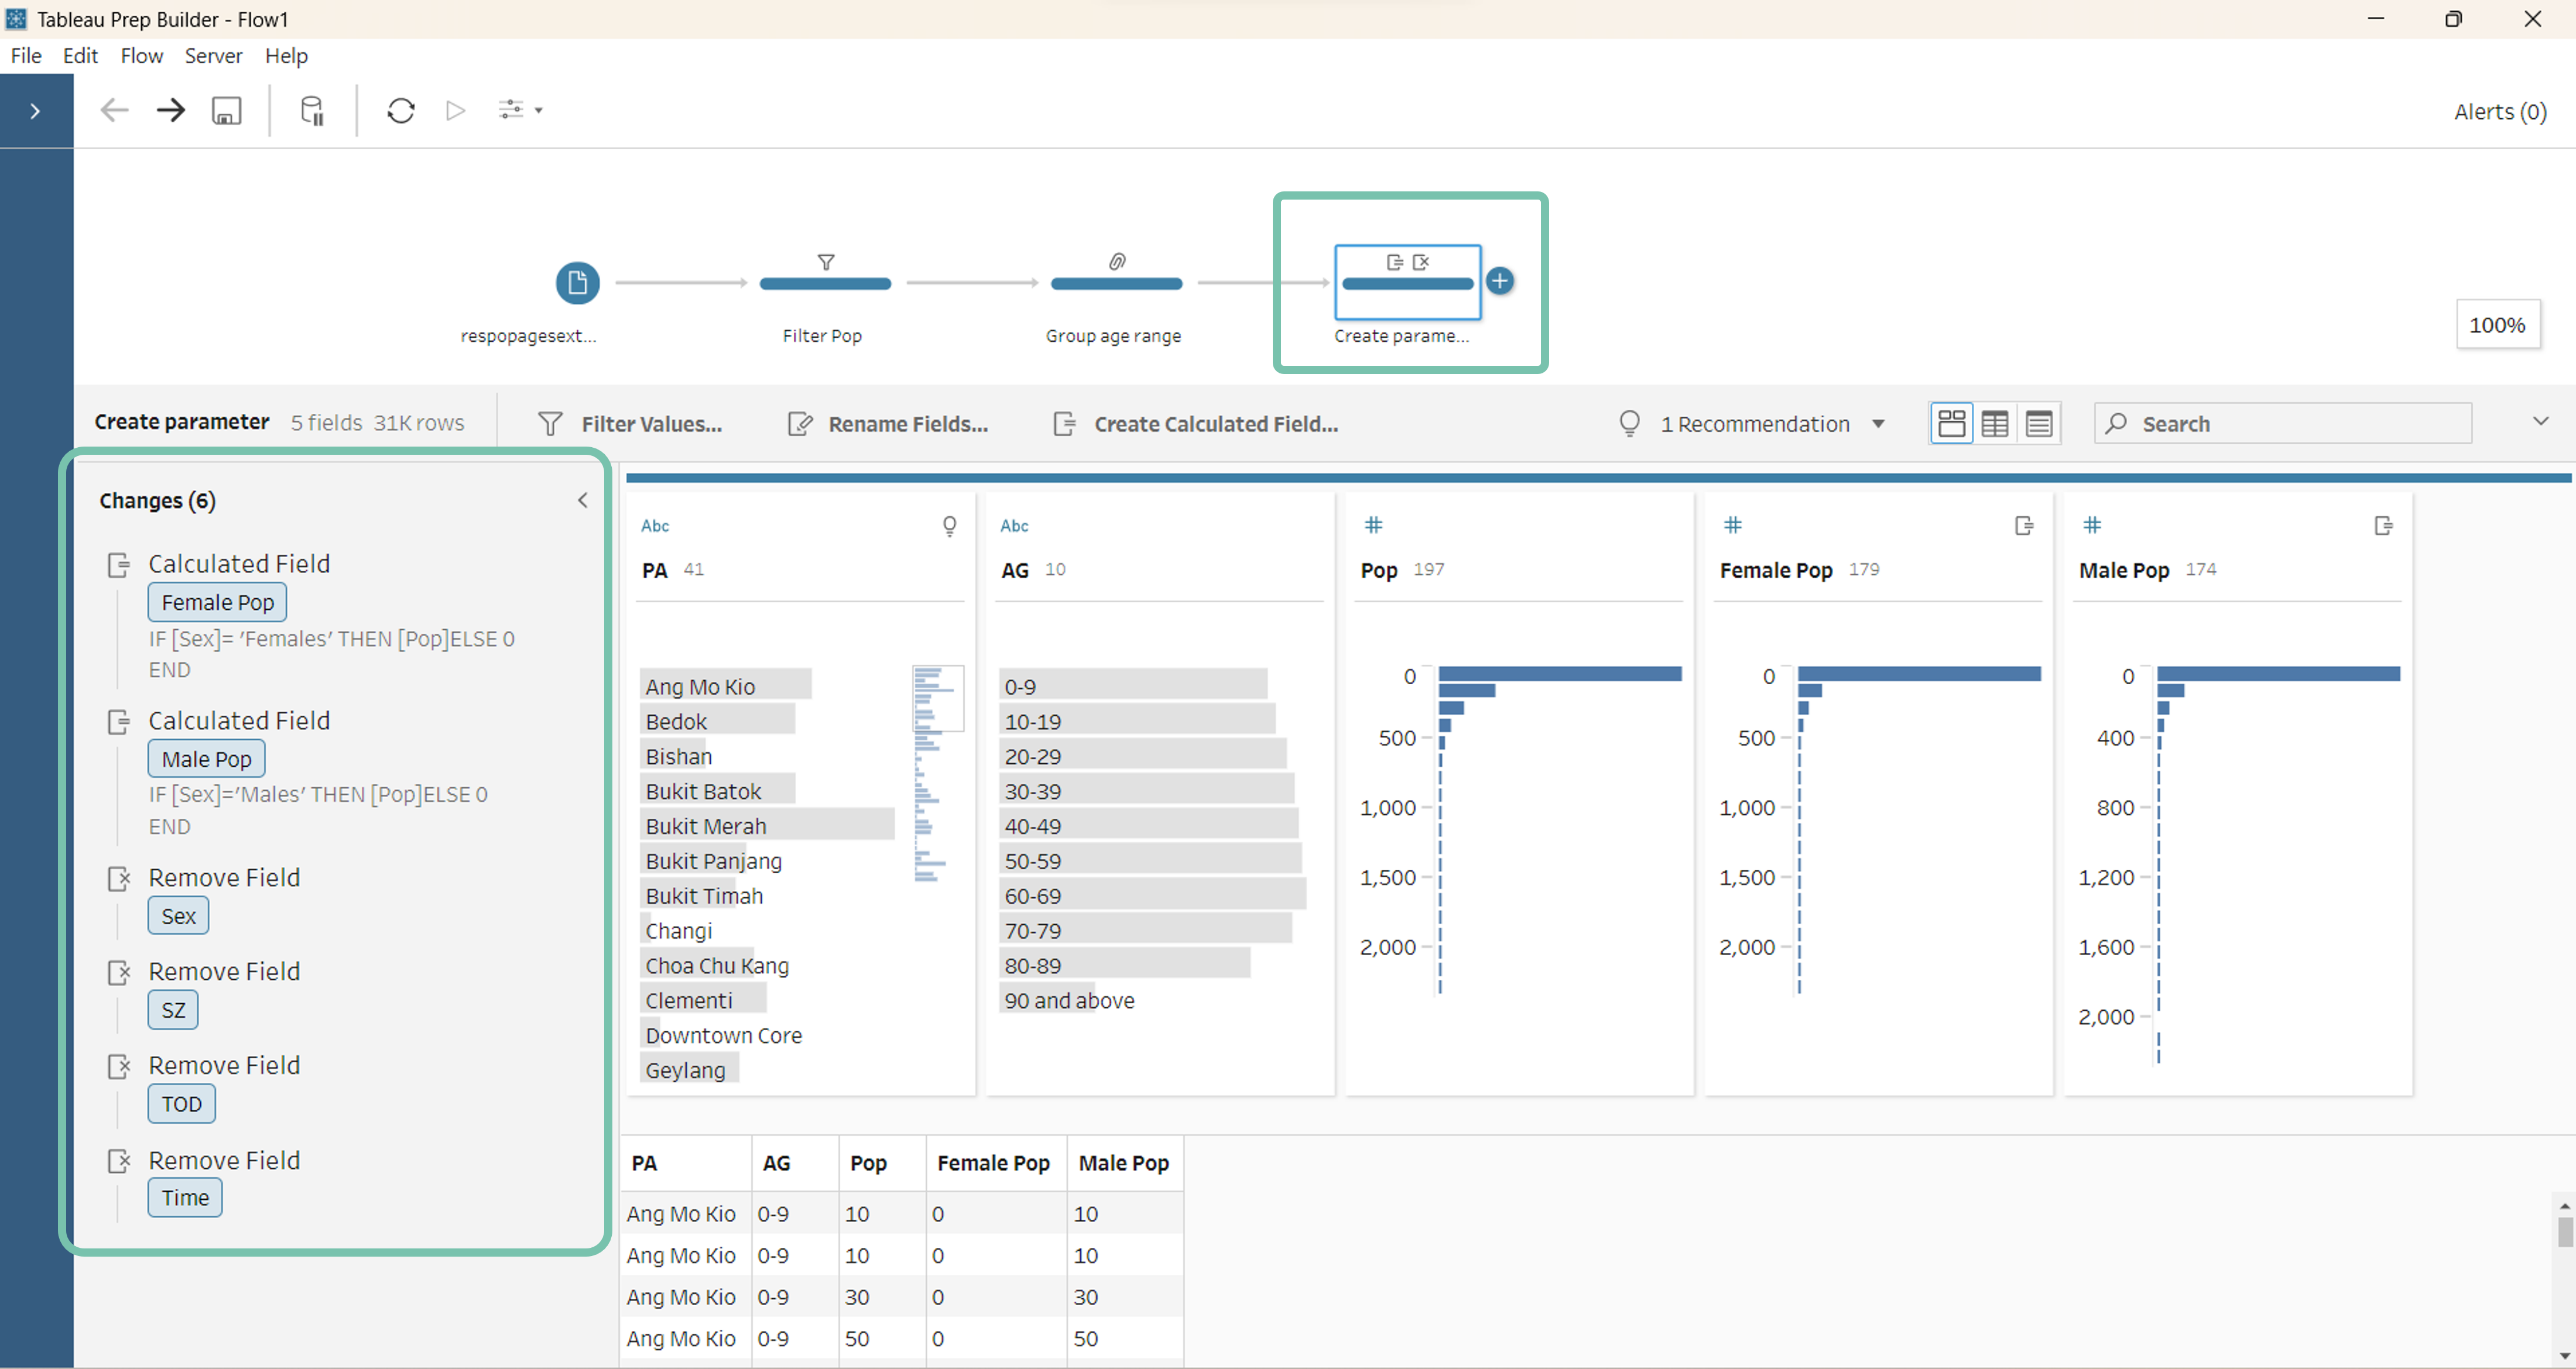 Tableau Prep Builder - Flow1
File Edit Flow Server Help
Alerts (0)
respopagesext...
Filter Pop
Group age range
Create parame...
100%
Create parameter 5 fields 31K rows
Filter Values...
Rename Fields...
Create Calculated Field...
1 Recommendation
Search
Changes (6)
Calculated Field
Female Pop
IF [Sex]= 'Females' THEN [Pop]ELSE 0
END
Calculated Field
Male Pop
IF [Sex]='Males' THEN [Pop]ELSE 0
END
Remove Field
Sex
Remove Field
SZ
Remove Field
TOD
Remove Field
Time
Abc
PA 41
Ang Mo Kio
Bedok
Bishan
Bukit Batok
Bukit Merah
Bukit Panjang
Bukit Timah
Changi
Choa Chu Kang
Clementi
Downtown Core
Geylang
Abc
AG 10
0-9
10-19
20-29
30-39
40-49
50-59
60-69
70-79
80-89
90 and above
#
Pop 197
0
500
1,000
1,500
2,000
#
Female Pop 179
0
500
1,000
1,500
2,000
#
Male Pop 174
0
400
800
1,200
1,600
2,000
PA AG Pop Female Pop Male Pop
Ang Mo Kio 0-9 10 0 10
Ang Mo Kio 0-9 10 0 10
Ang Mo Kio 0-9 30 0 30
Ang Mo Kio 0-9 50 0 50